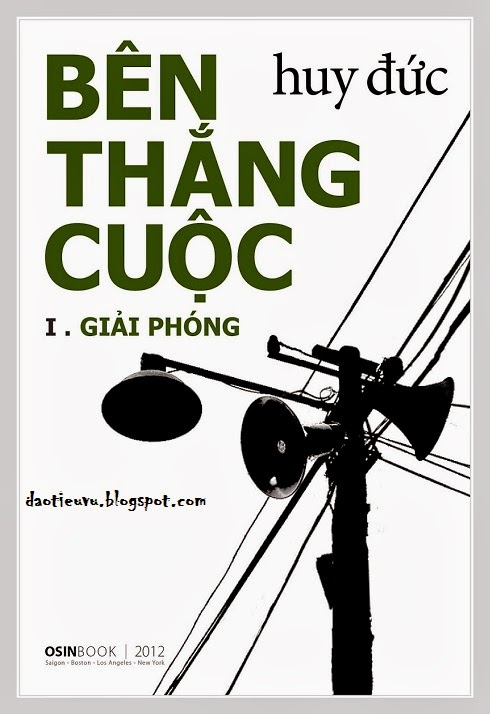 BÊN
huy đức
THẮNG
CUỘC
I . GIẢI PHÓNG
daotieuvu.blogspot.com
OSINBOOK | 2012
Saigon - Boston - Los Angeles - New York